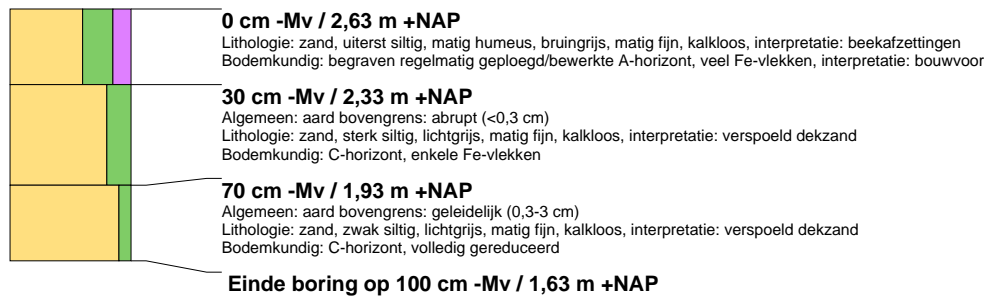 0 cm -Mv / 2,63 m +NAP
Lithologie: zand, uiterst siltig, matig humeus, bruingrijs, matig fijn, kalkloos, interpretatie: beekafzettingen
Bodemkundig: begraven regelmatig geploegd/bewerkte A-horizont, veel Fe-vlekken, interpretatie: bouwvoor
30 cm -Mv / 2,33 m +NAP
Algemeen: aard bovengrens: abrupt (<0,3 cm)
Lithologie: zand, sterk siltig, lichtgrijs, matig fijn, kalkloos, interpretatie: verspoeld dekzand
Bodemkundig: C-horizont, enkele Fe-vlekken
70 cm -Mv / 1,93 m +NAP
Algemeen: aard bovengrens: geleidelijk (0,3-3 cm)
Lithologie: zand, zwak siltig, lichtgrijs, matig fijn, kalkloos, interpretatie: verspoeld dekzand
Bodemkundig: C-horizont, volledig gereduceerd
Einde boring op 100 cm -Mv / 1,63 m +NAP